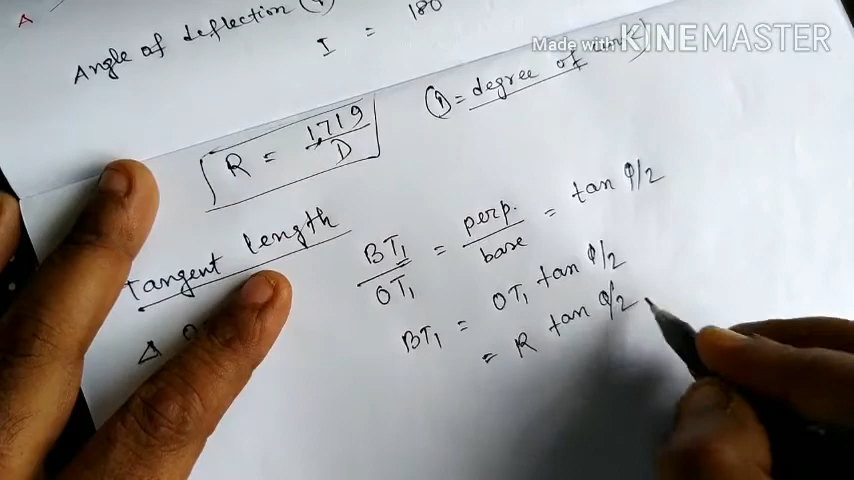 A
Angle of deflection (φ)
I = 180
Made with KINEMASTER
(D = degree of curve)
R = 1719/D
Tangent length
BT₁/OT₁ = perp./base = tan φ/2
Δ
BT₁ = OT₁ tan φ/2
= R tan φ/2